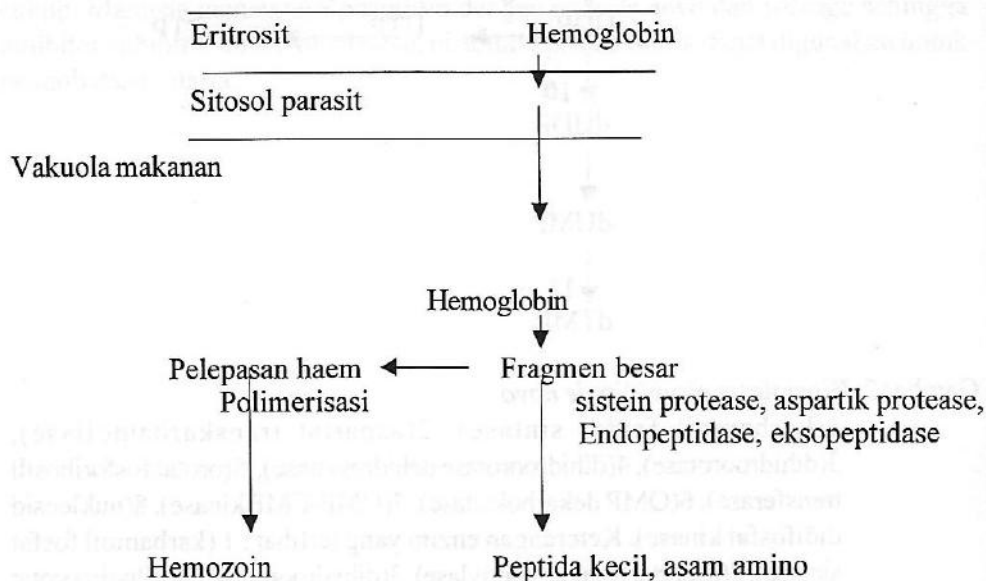 Eritrosit Hemoglobin
Sitosol parasit
Vakuola makanan
Hemoglobin
Pelepasan haem Fragmen besar
Polimerisasi sistein protease, aspartik protease,
Endopeptidase, eksopeptidase
Hemozoin Peptida kecil, asam amino